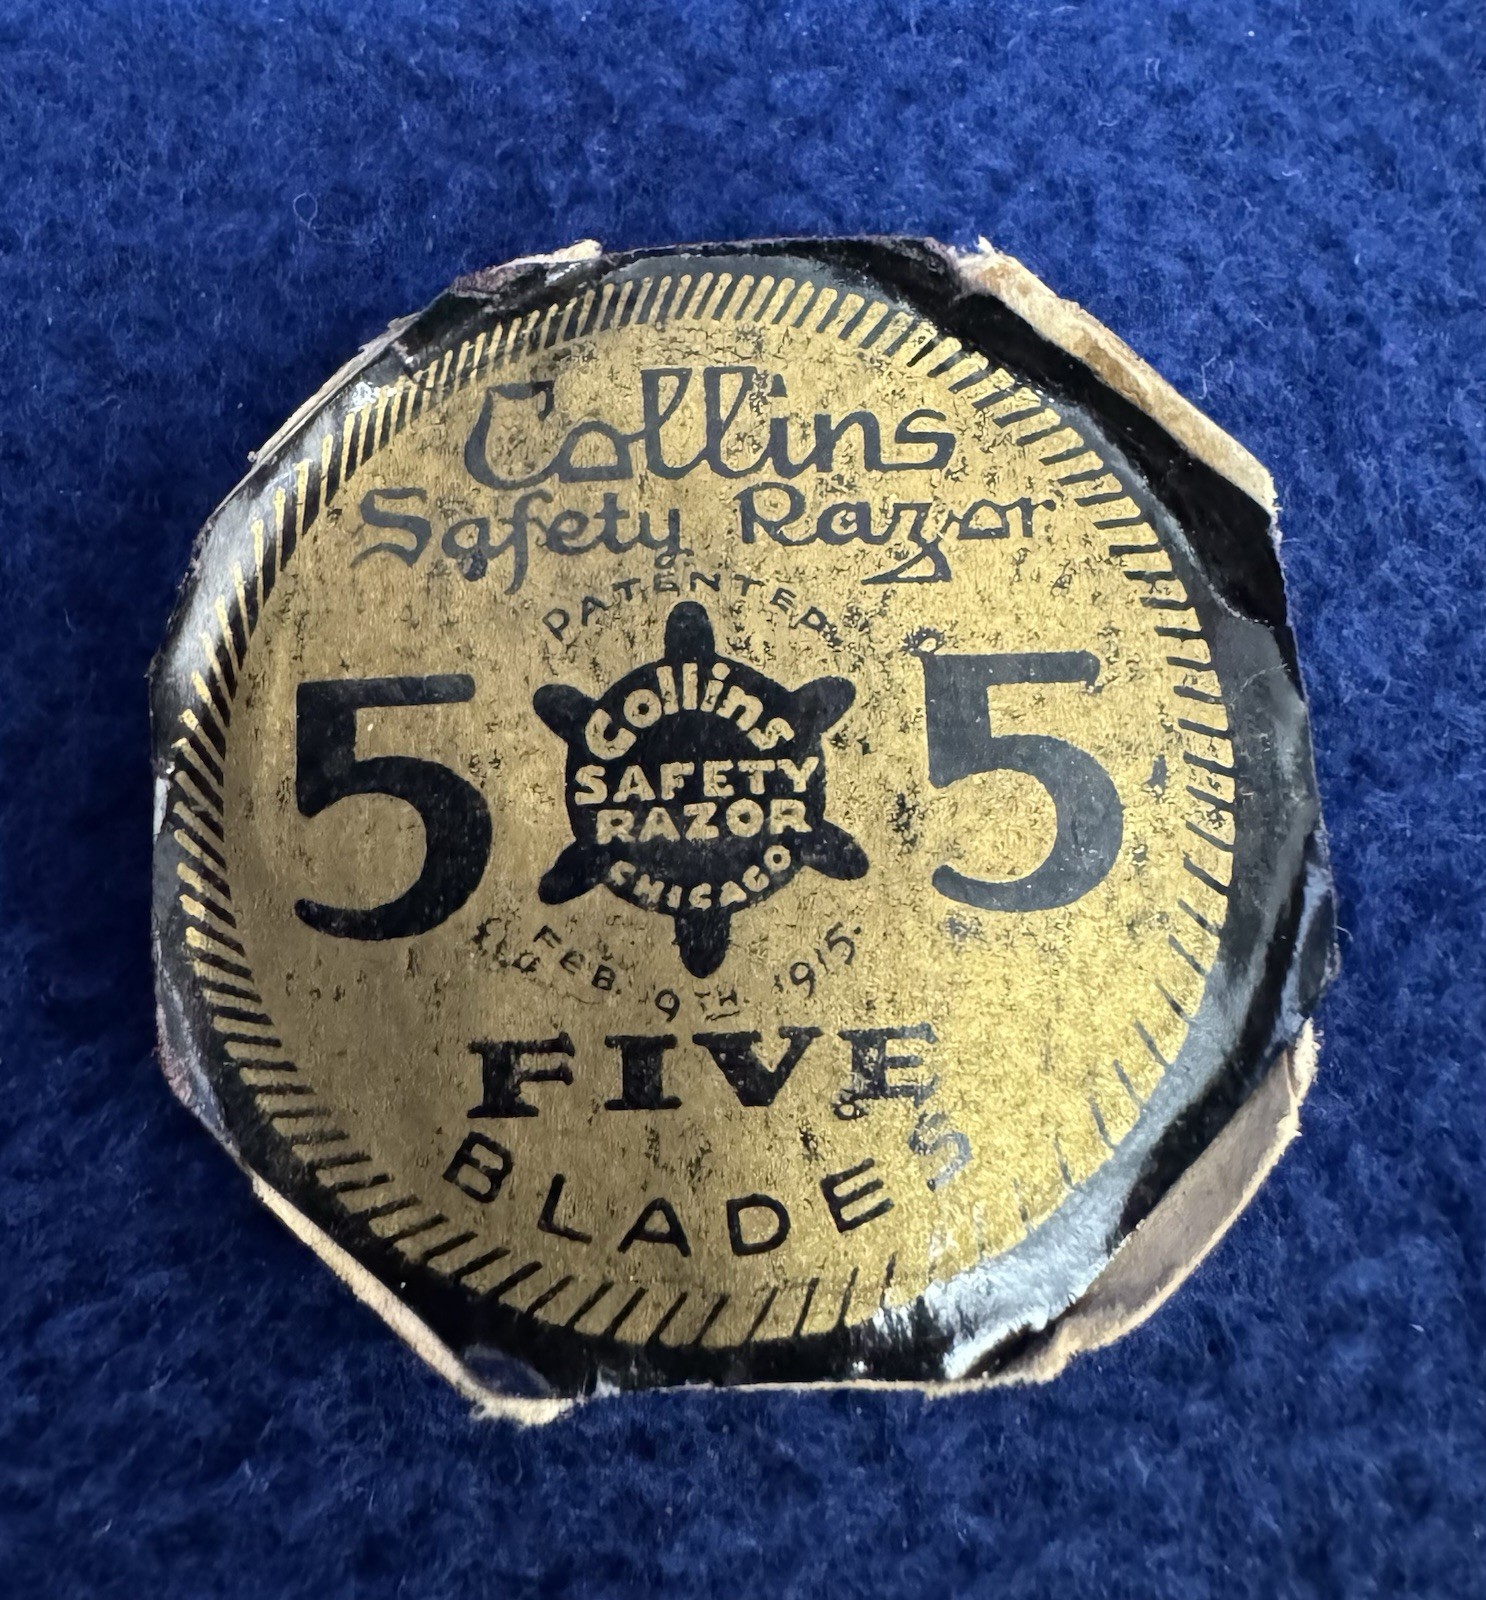 Collins
Safety Razor
PATENTED
5 5
Collins
SAFETY
RAZOR
CHICAGO
FEB. 9TH 1915.
FIVE
BLADES